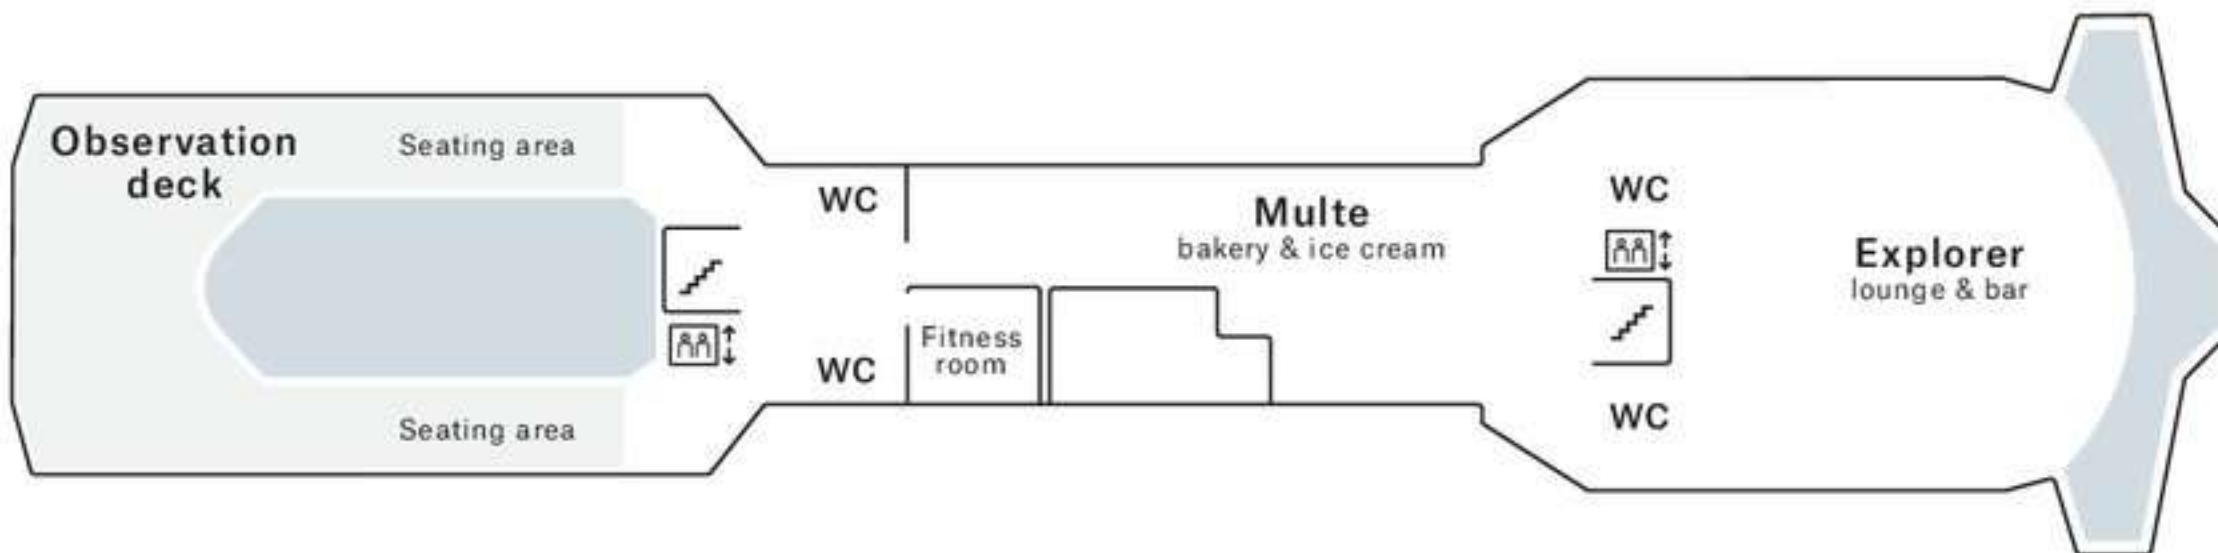 Observation
deck
Seating area
Seating area
WC
WC
Fitness
room
Multe
bakery & ice cream
WC
WC
Explorer
lounge & bar